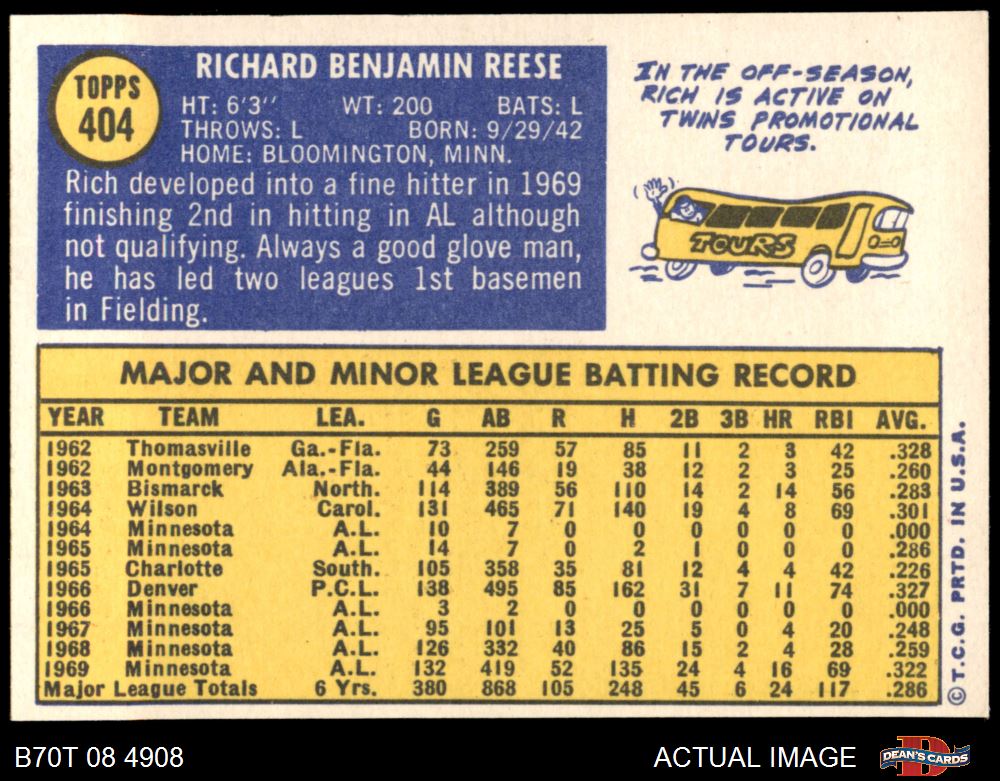 TOPPS
404
RICHARD BENJAMIN REESE
HT: 6'3'' WT: 200 BATS: L
THROWS: L BORN: 9/29/42
HOME: BLOOMINGTON, MINN.
Rich developed into a fine hitter in 1969
finishing 2nd in hitting in AL although
not qualifying. Always a good glove man,
he has led two leagues 1st basemen
in Fielding.
IN THE OFF-SEASON,
RICH IS ACTIVE ON
TWINS PROMOTIONAL
TOURS.
TOURS
MAJOR AND MINOR LEAGUE BATTING RECORD
YEAR TEAM LEA. G AB R H 2B 3B HR RBI AVG.
1962 Thomasville Ga.-Fla. 73 259 57 85 11 2 3 42 .328
1962 Montgomery Ala.-Fla. 44 146 19 38 12 2 3 25 .260
1963 Bismarck North. 114 389 56 110 14 2 14 56 .283
1964 Wilson Carol. 131 465 71 140 19 4 8 69 .301
1964 Minnesota A.L. 10 7 0 0 0 0 0 0 .000
1965 Minnesota A.L. 14 7 0 2 1 0 0 0 .286
1965 Charlotte South. 105 358 35 81 12 4 4 42 .226
1966 Denver P.C.L. 138 495 85 162 31 7 11 74 .327
1966 Minnesota A.L. 3 2 0 0 0 0 0 0 .000
1967 Minnesota A.L. 95 101 13 25 5 0 4 20 .248
1968 Minnesota A.L. 126 332 40 86 15 2 4 28 .259
1969 Minnesota A.L. 132 419 52 135 24 4 16 69 .322
Major League Totals 6 Yrs. 380 868 105 248 45 6 24 117 .286
© T.C.G. PRTD. IN U.S.A.
B70T 08 4908
ACTUAL IMAGE
DEAN'S CARDS